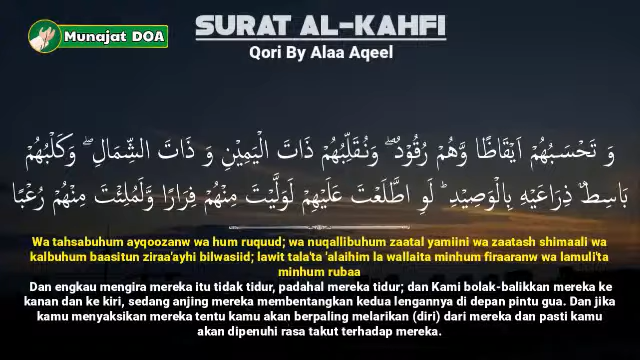 Munajat DOA
SURAT AL-KAHFI
Qori By Alaa Aqeel
وَ تَحْسَبُهُمْ اَيْقَاظًا وَّهُمْ رُقُوْدٌ ۖ وَنُقَلِّبُهُمْ ذَاتَ الْيَمِيْنِ وَ ذَاتَ الشِّمَالِ ۖ وَكَلْبُهُمْ
بَاسِطٌ ذِرَاعَيْهِ بِالْوَصِيْدِ ۗ لَوِ اطَّلَعْتَ عَلَيْهِمْ لَوَلَّيْتَ مِنْهُمْ فِرَارًا وَّلَمُلِئْتَ مِنْهُمْ رُعْبًا
Wa tahsabuhum ayqoozanw wa hum ruquud; wa nuqallibuhum zaatal yamiini wa zaatash shimaali wa
kalbuhum baasitun ziraa'ayhi bilwasiid; lawit tala'ta 'alaihim la wallaita minhum firaaranw wa lamuli'ta
minhum rubaa
Dan engkau mengira mereka itu tidak tidur, padahal mereka tidur; dan Kami bolak-balikkan mereka ke
kanan dan ke kiri, sedang anjing mereka membentangkan kedua lengannya di depan pintu gua. Dan jika
kamu menyaksikan mereka tentu kamu akan berpaling melarikan (diri) dari mereka dan pasti kamu
akan dipenuhi rasa takut terhadap mereka.